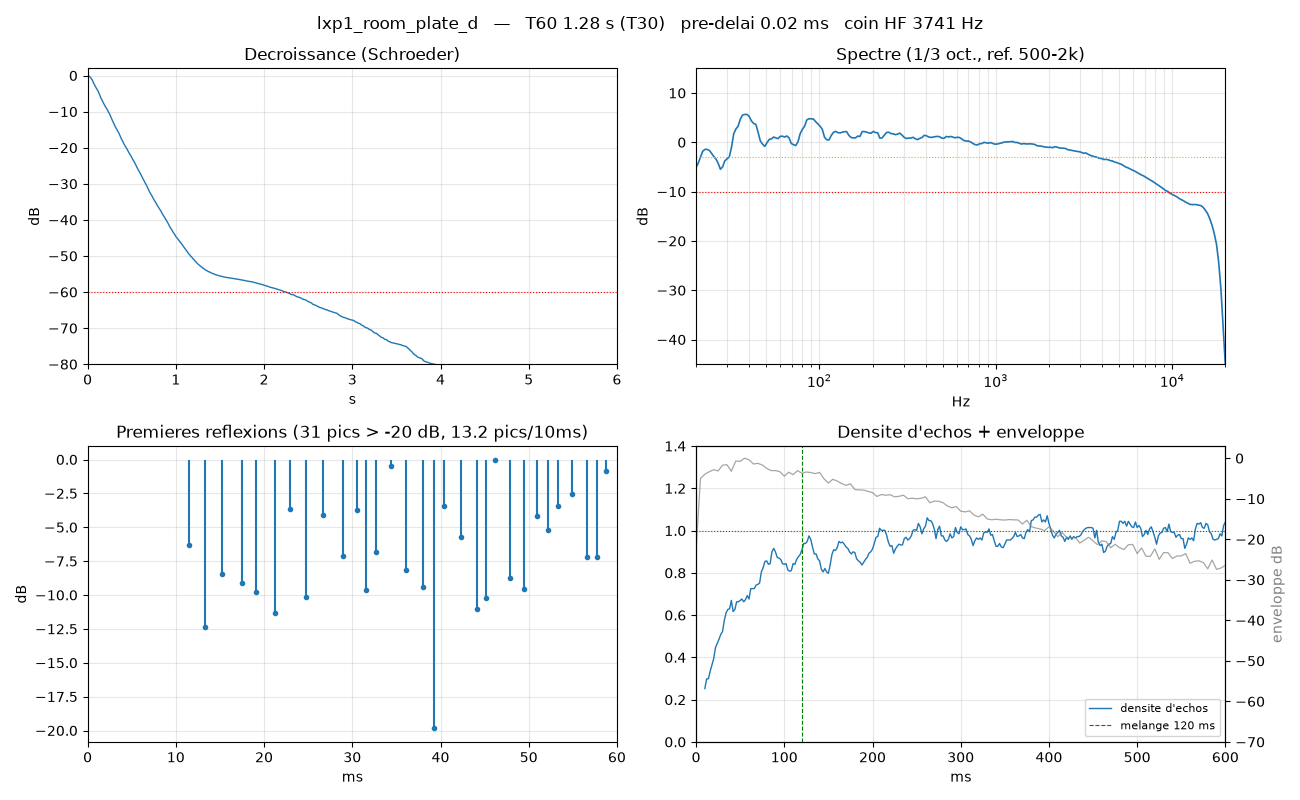 lxp1_room_plate_d — T60 1.28 s (T30) pre-delai 0.02 ms coin HF 3741 Hz
Decroissance (Schroeder)
0
−10
−20
−30
−40
−50
−60
−70
−80
dB
0 1 2 3 4 5 6
s
Spectre (1/3 oct., ref. 500-2k)
10
0
−10
−20
−30
−40
dB
10² 10³ 10⁴
Hz
Premieres reflexions (31 pics > -20 dB, 13.2 pics/10ms)
0.0
−2.5
−5.0
−7.5
−10.0
−12.5
−15.0
−17.5
−20.0
dB
0 10 20 30 40 50 60
ms
Densite d'echos + enveloppe
1.4
1.2
1.0
0.8
0.6
0.4
0.2
0.0
0
−10
−20
−30
−40
−50
−60
−70
enveloppe dB
densite d'echos
melange 120 ms
0 100 200 300 400 500 600
ms